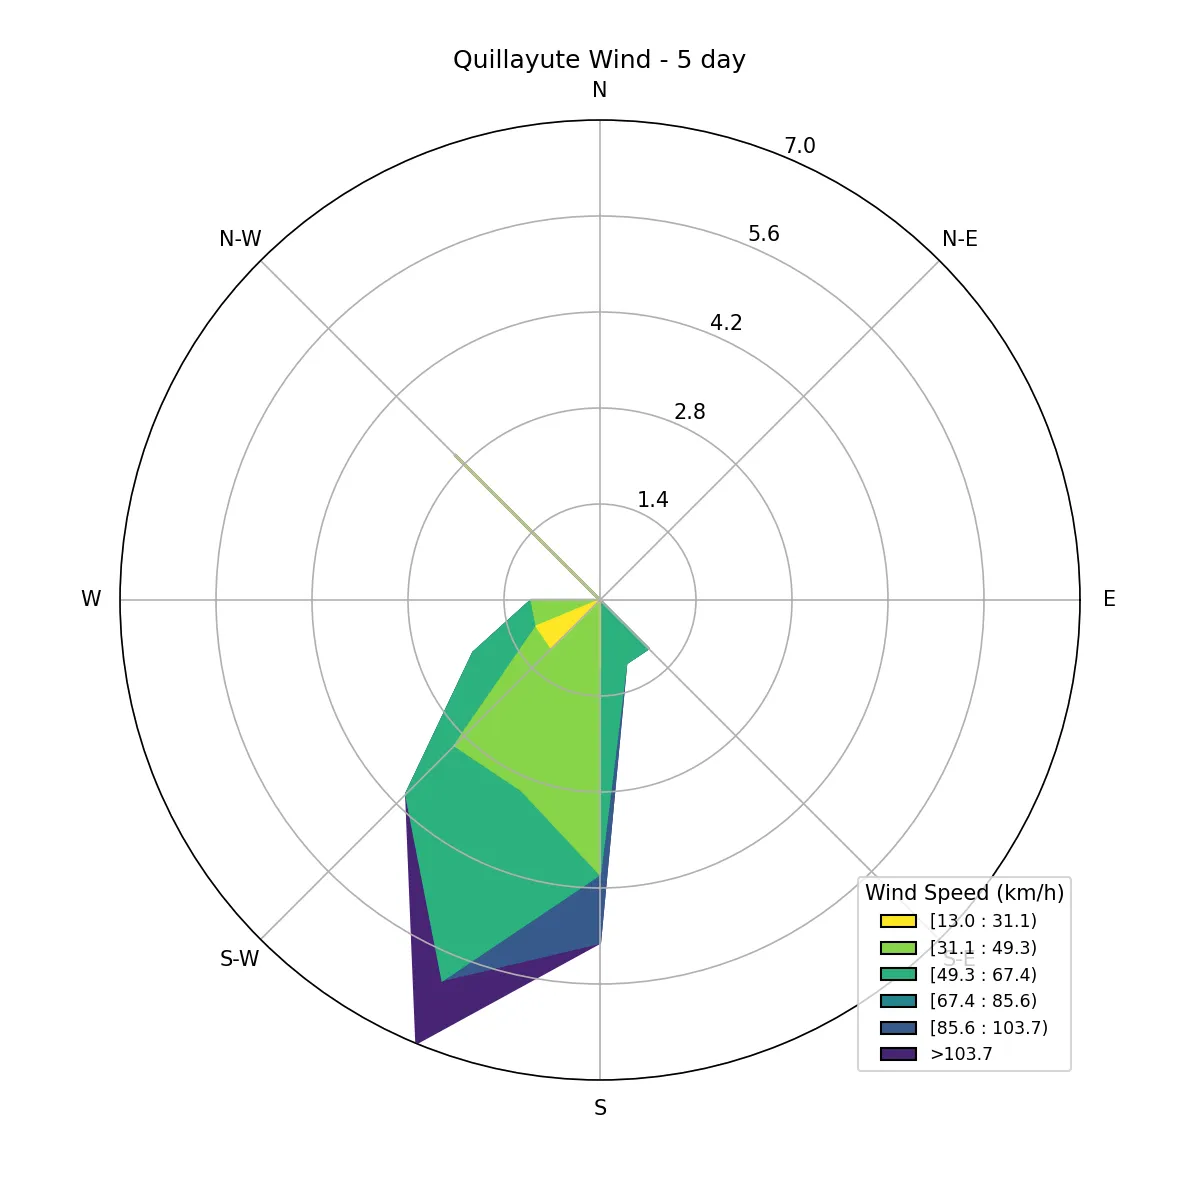 Quillayute Wind - 5 day
N
7.0
5.6
N-W
N-E
4.2
2.8
1.4
W
E
S-W
S-E
Wind Speed (km/h)
[13.0 : 31.1)
[31.1 : 49.3)
[49.3 : 67.4)
[67.4 : 85.6)
[85.6 : 103.7)
>103.7
S